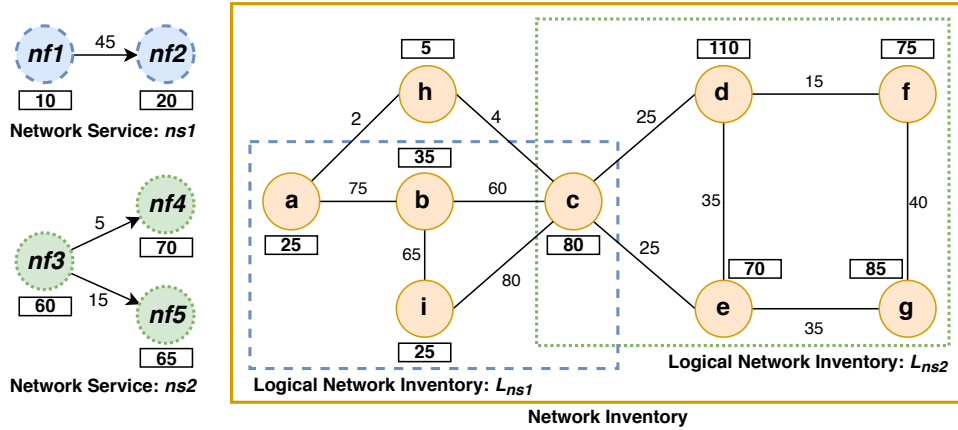 nf1
45
nf2
10
20
Network Service: ns1
nf3
5
nf4
70
60
15
nf5
65
Network Service: ns2
5
h
2
4
35
a
75
b
60
c
25
80
65
80
i
25
Logical Network Inventory: Lns1
110
75
d
15
f
25
35
40
25
70
85
e
35
g
Logical Network Inventory: Lns2
Network Inventory